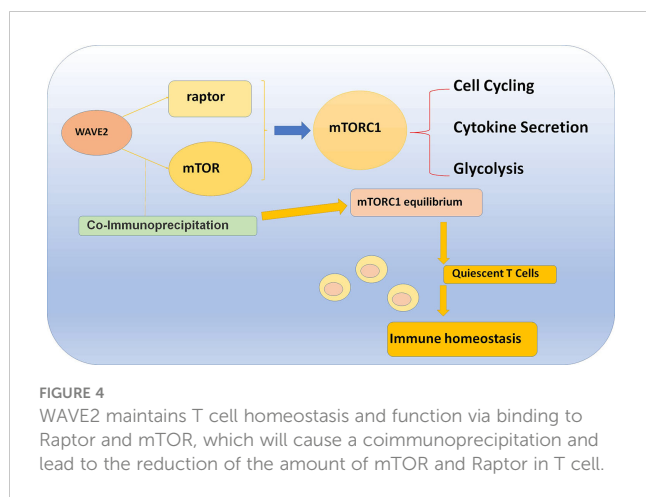 raptor
WAVE2
mTOR
mTORC1
Cell Cycling
Cytokine Secretion
Glycolysis
Co-Immunoprecipitation
mTORC1 equilibrium
Quiescent T Cells
Immune homeostasis
FIGURE 4
WAVE2 maintains T cell homeostasis and function via binding to
Raptor and mTOR, which will cause a coimmunoprecipitation and
lead to the reduction of the amount of mTOR and Raptor in T cell.